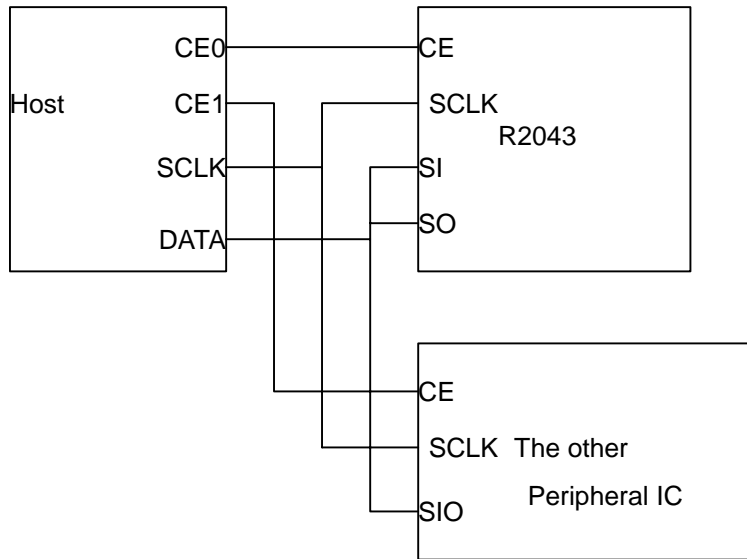 CE0
CE1
SCLK
DATA
Host
CE
SCLK
R2043
SI
SO
CE
SCLK The other
Peripheral IC
SIO